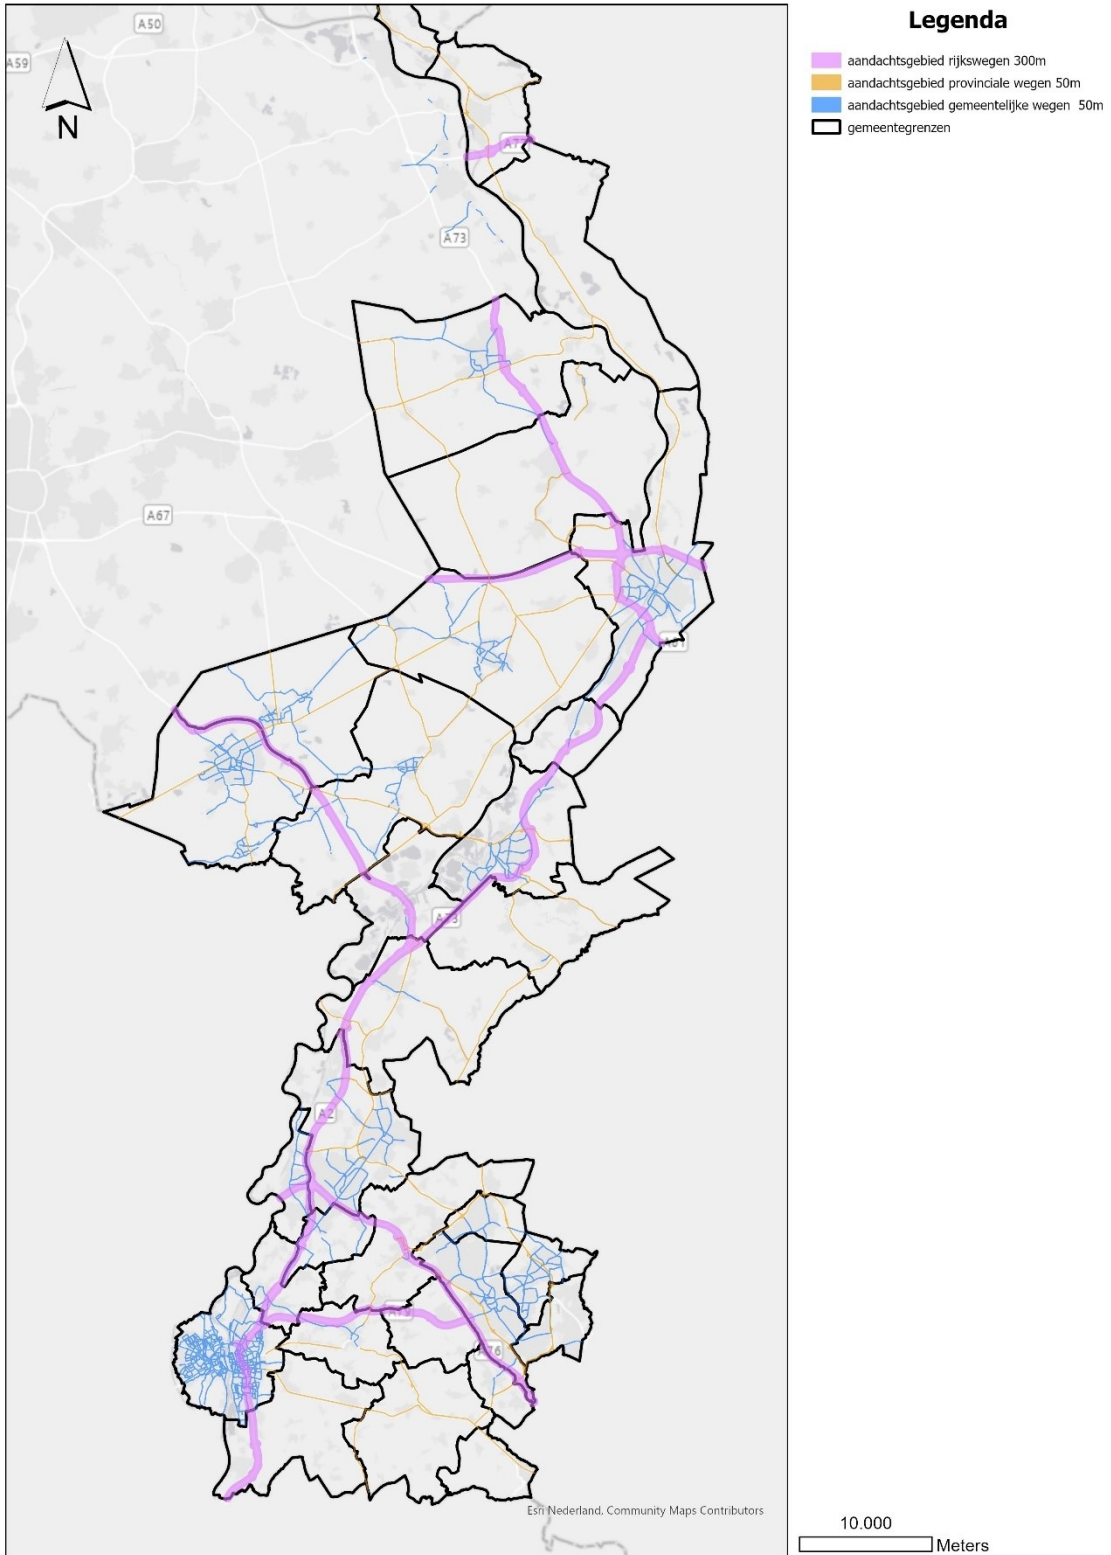 A50
A59
N
A73
A67
A73
A2
A76
Esri Nederland, Community Maps Contributors
Legenda
aandachtsgebied rijkswegen 300m
aandachtsgebied provinciale wegen 50m
aandachtsgebied gemeentelijke wegen 50m
gemeentegrenzen
10.000
Meters